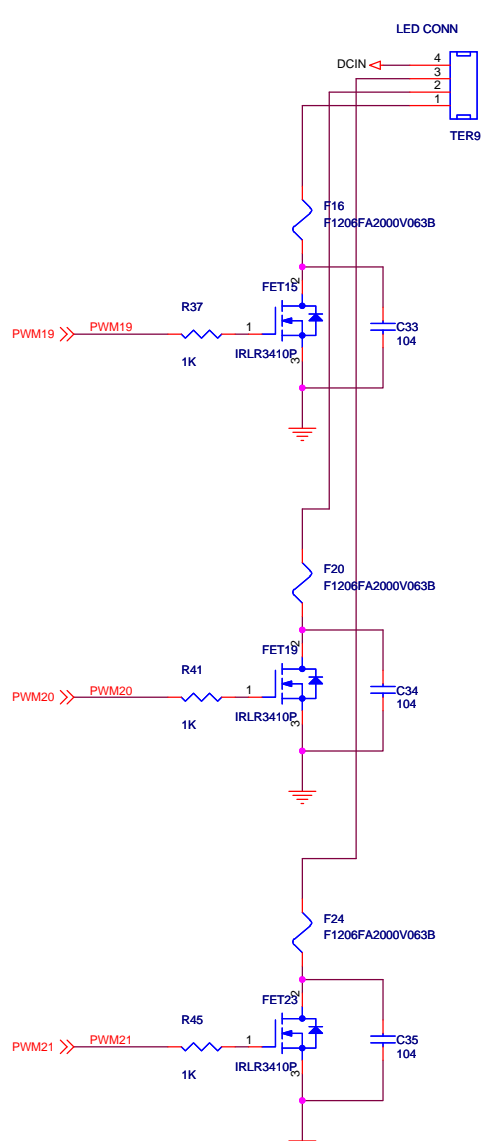 LED CONN
DCIN
4
3
2
1
TER9
F16
F1206FA2000V063B
FET15
2
R37
PWM19
PWM19
1
C33
104
1K
IRLR3410P
3
F20
F1206FA2000V063B
FET19
2
R41
PWM20
PWM20
1
C34
104
1K
IRLR3410P
3
F24
F1206FA2000V063B
FET23
2
R45
PWM21
PWM21
1
C35
104
1K
IRLR3410P
3